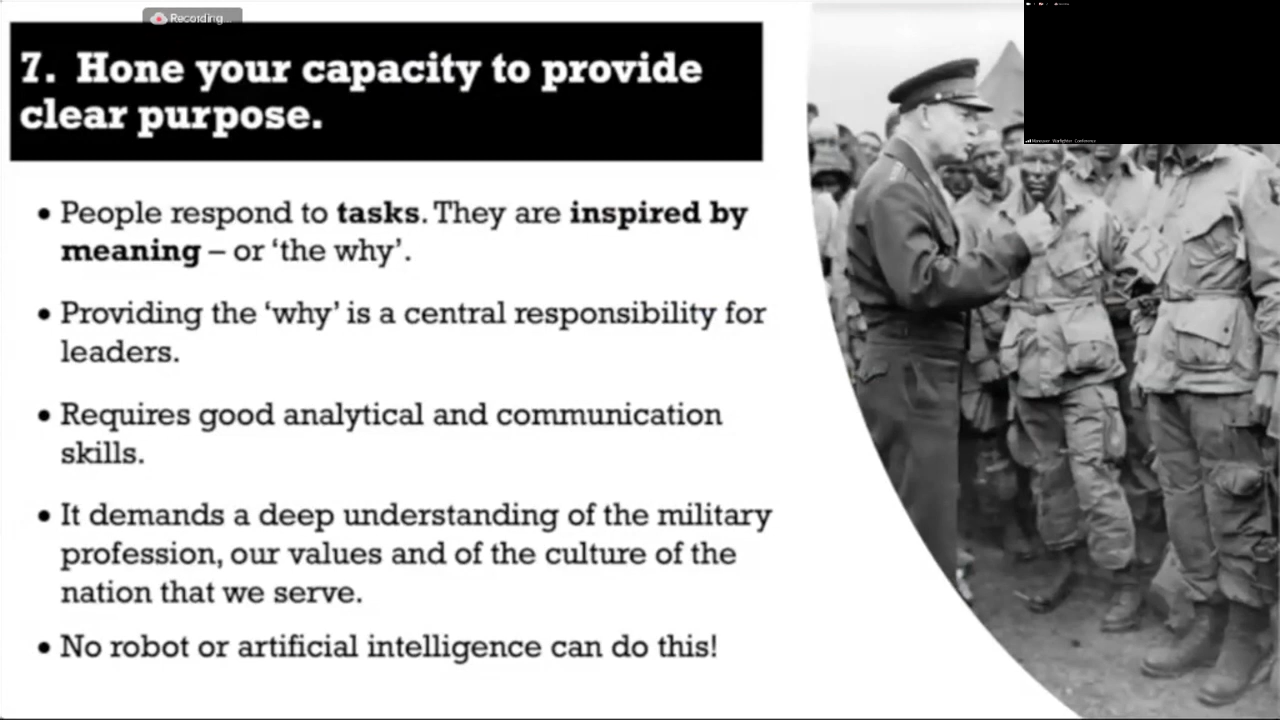 Recording...
7. Hone your capacity to provide
clear purpose.
• People respond to tasks. They are inspired by
meaning – or ‘the why’.
• Providing the ‘why’ is a central responsibility for
leaders.
• Requires good analytical and communication
skills.
• It demands a deep understanding of the military
profession, our values and of the culture of the
nation that we serve.
• No robot or artificial intelligence can do this!
23